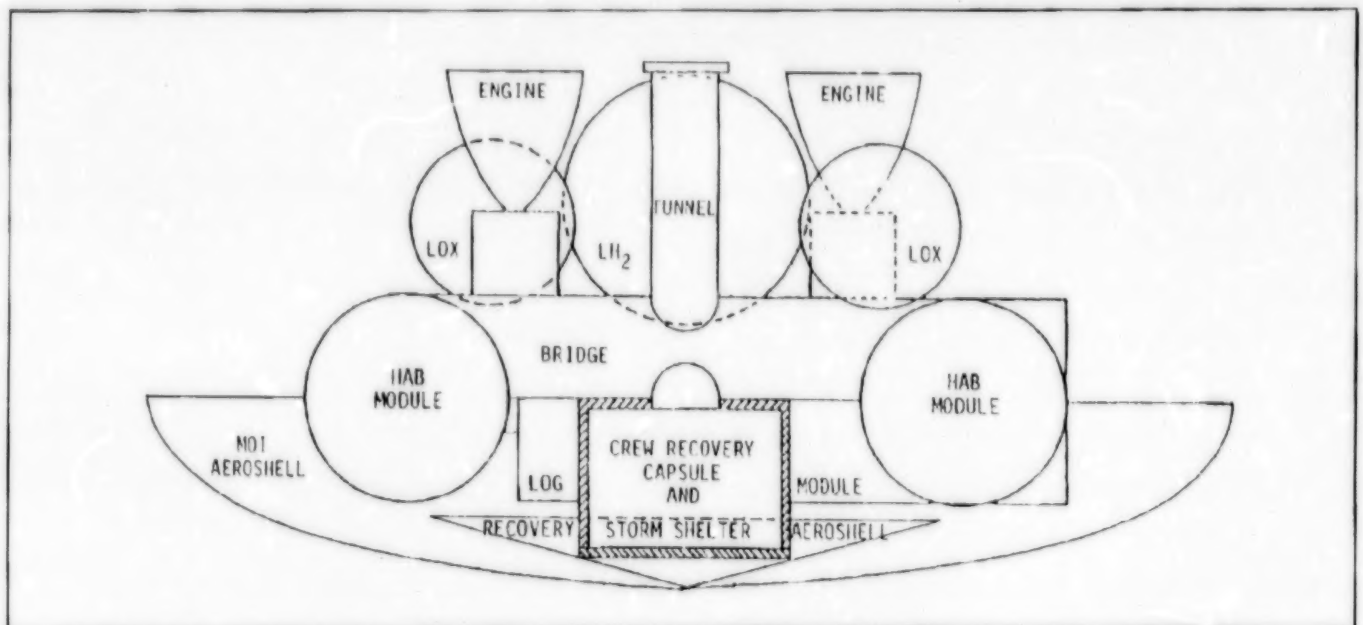 ENGINE
ENGINE
TUNNEL
LOX
LH2
LOX
BRIDGE
HAB
MODULE
HAB
MODULE
MOI
AEROSHELL
CREW RECOVERY
CAPSULE
AND
STORM SHELTER
LOG
MODULE
RECOVERY
AEROSHELL